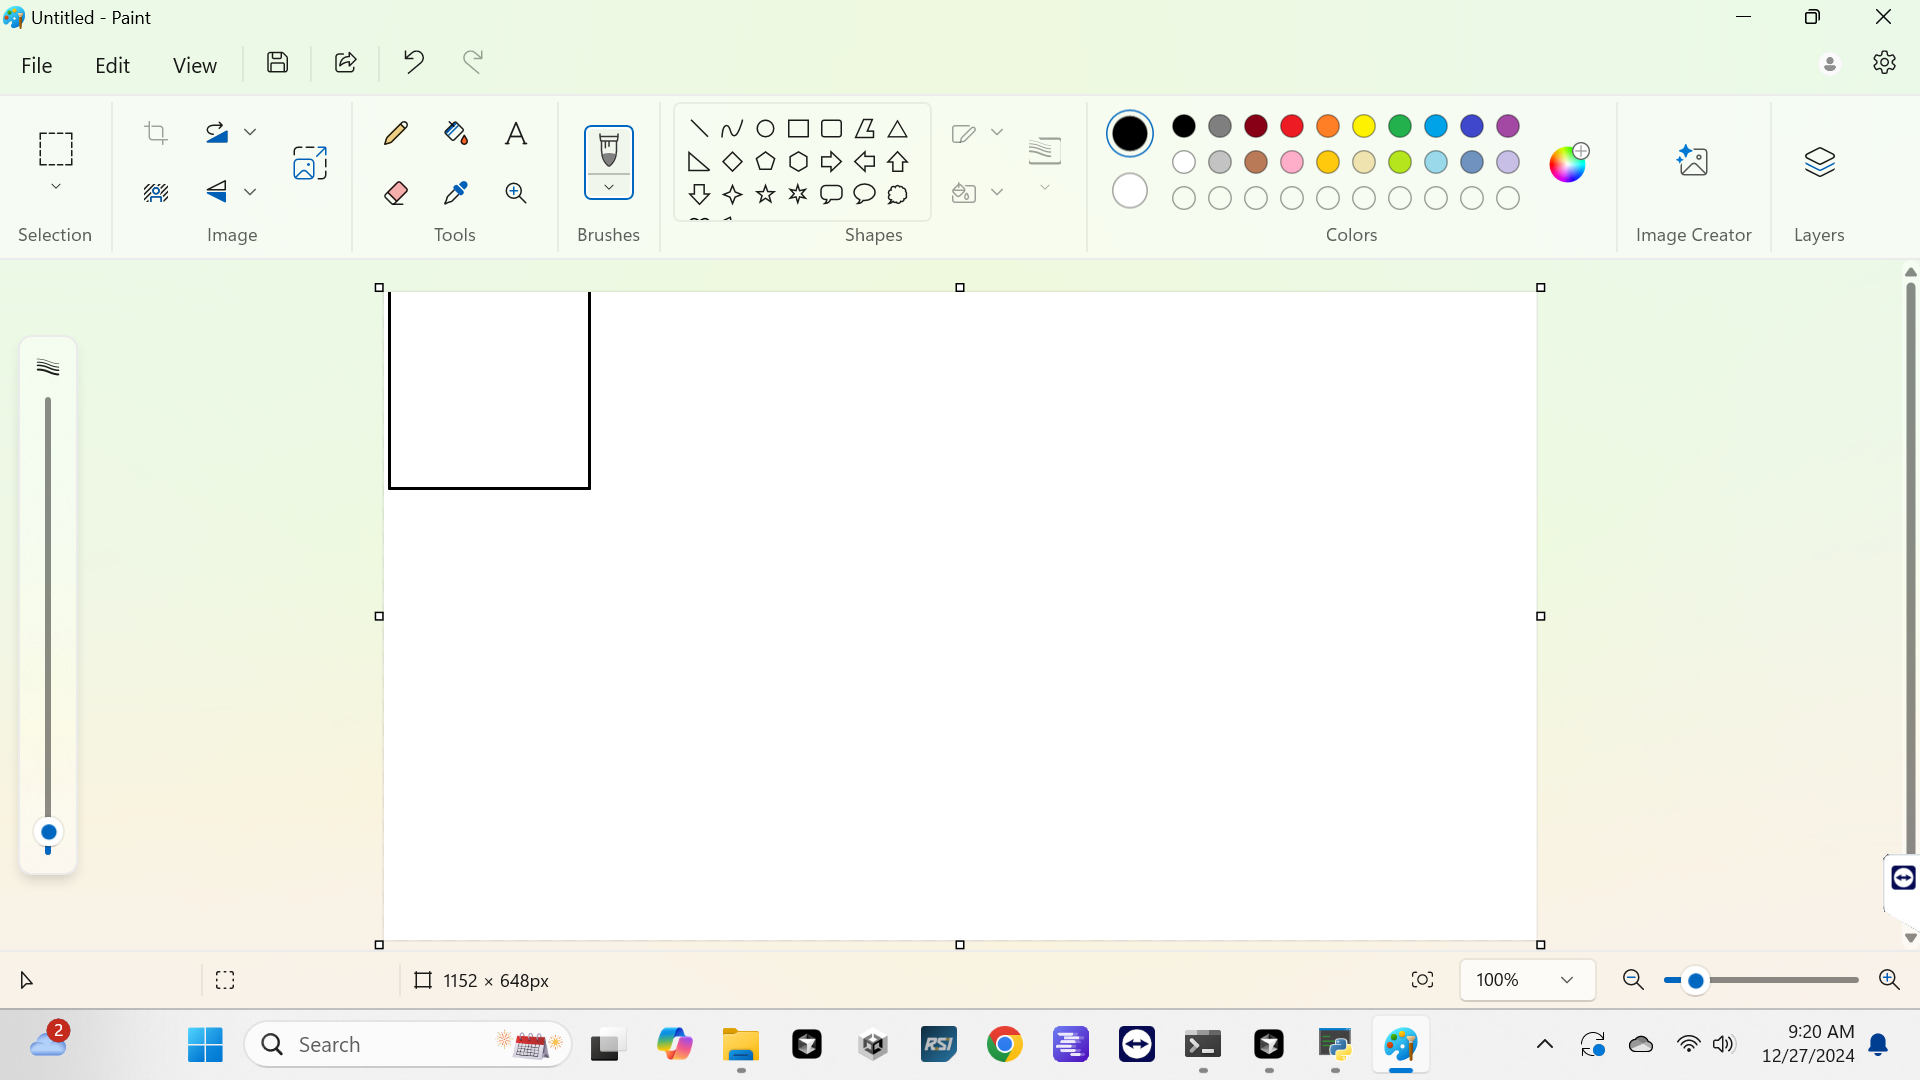 Untitled - Paint
File Edit View
Selection Image Tools Brushes Shapes Colors Image Creator Layers
1152 × 648px 100%
2 Search RSI 9:20 AM
12/27/2024